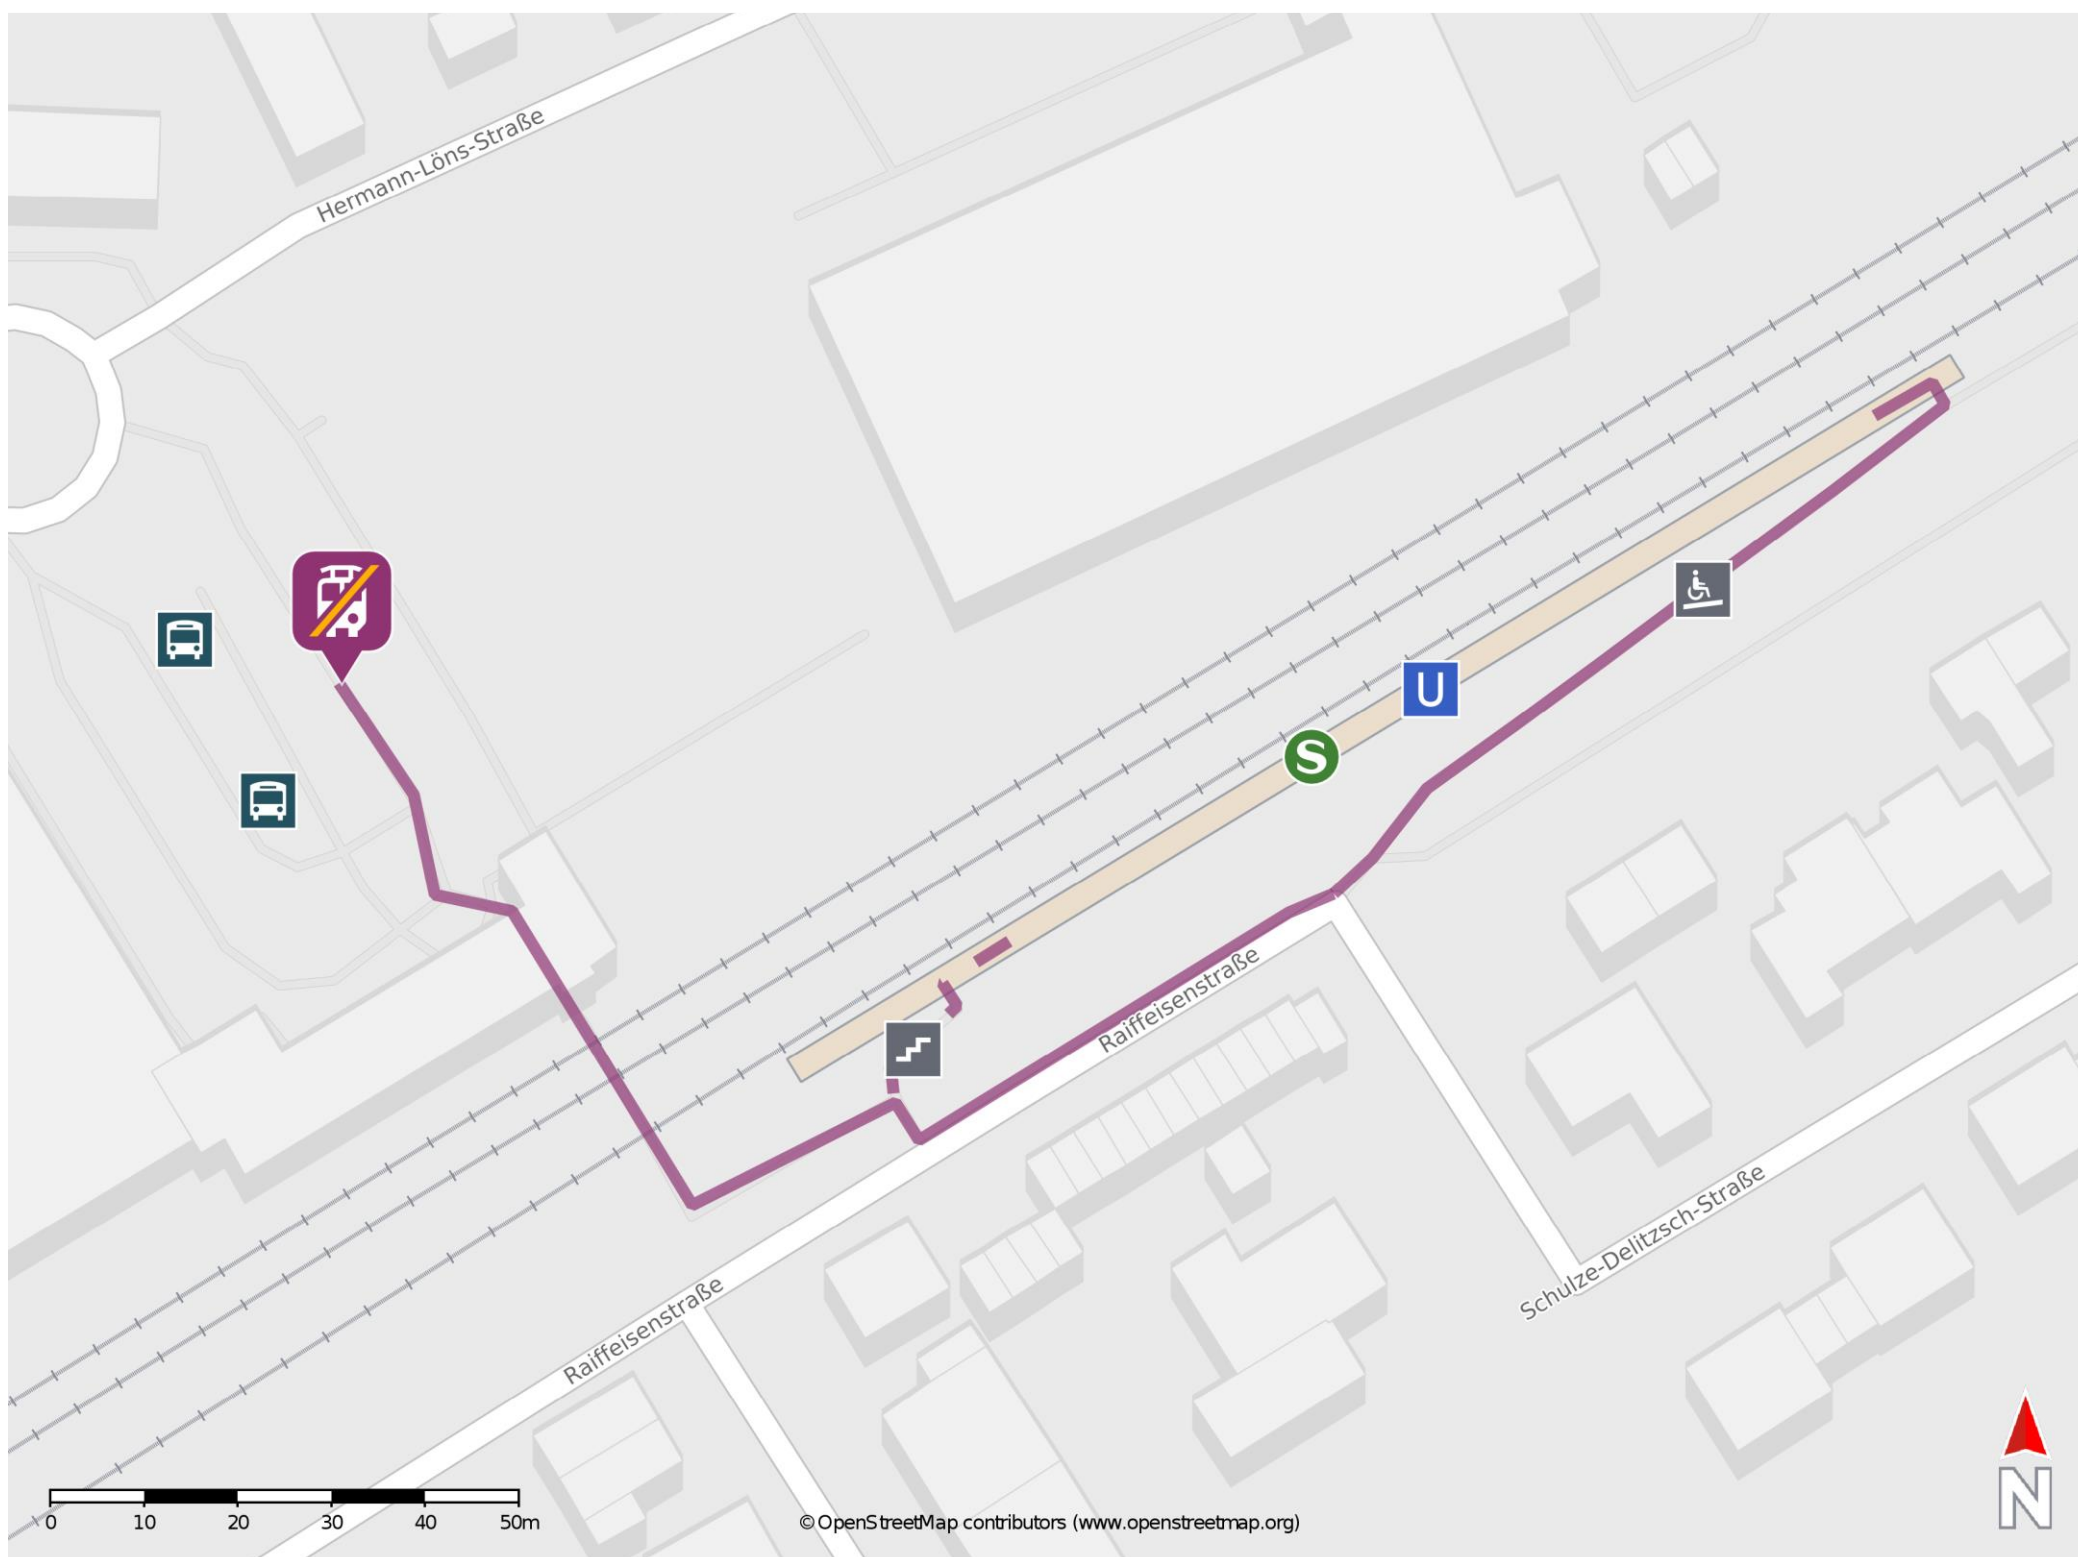 Hermann-Löns-Straße
U
S
Raiffeisenstraße
Schulze-Delitzsch-Straße
Raiffeisenstraße
N
0 10 20 30 40 50m
© OpenStreetMap contributors (www.openstreetmap.org)